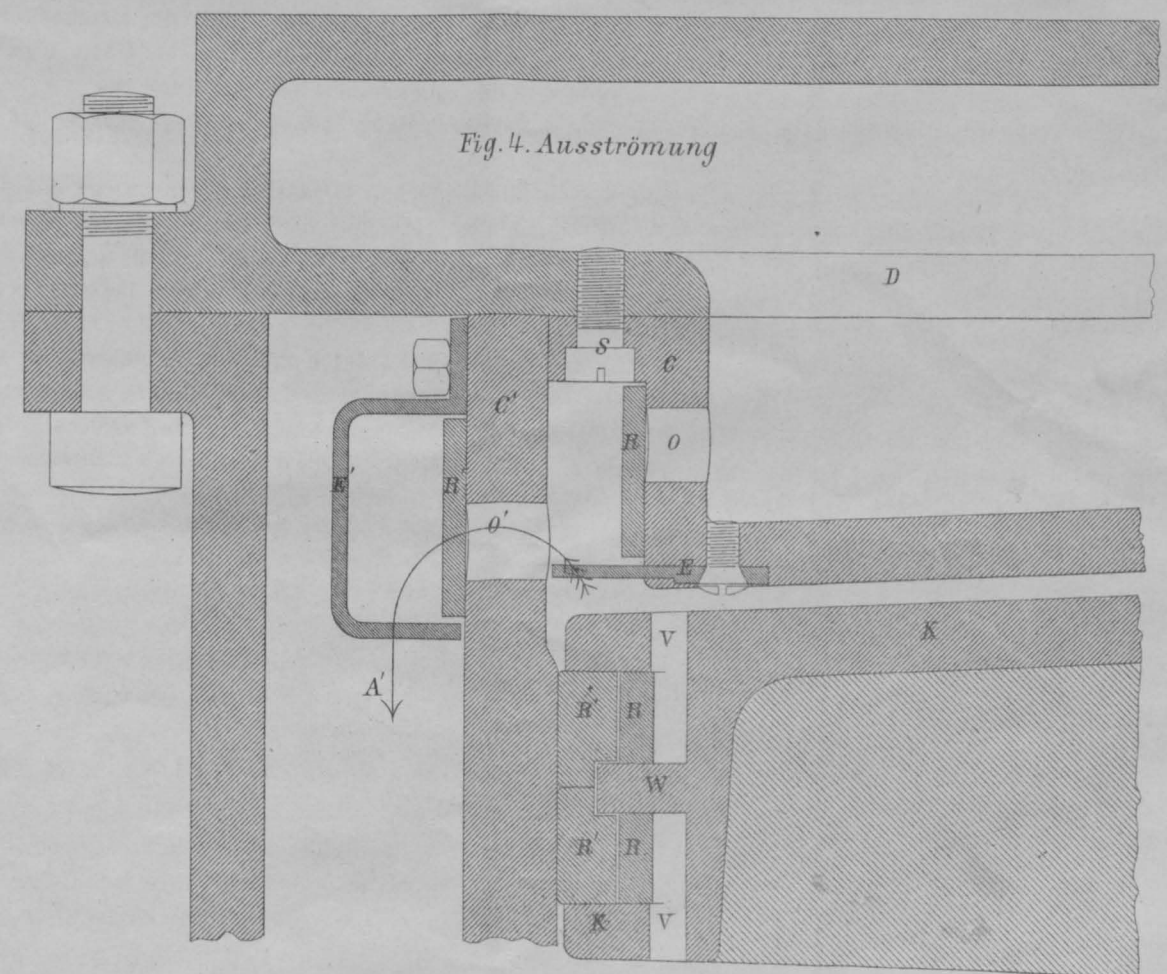 Fig. 4. Ausströmung
D
S
C
C'
R
O
E'
R'
O'
E
V
K
A'
R' R
W
R' R
K V